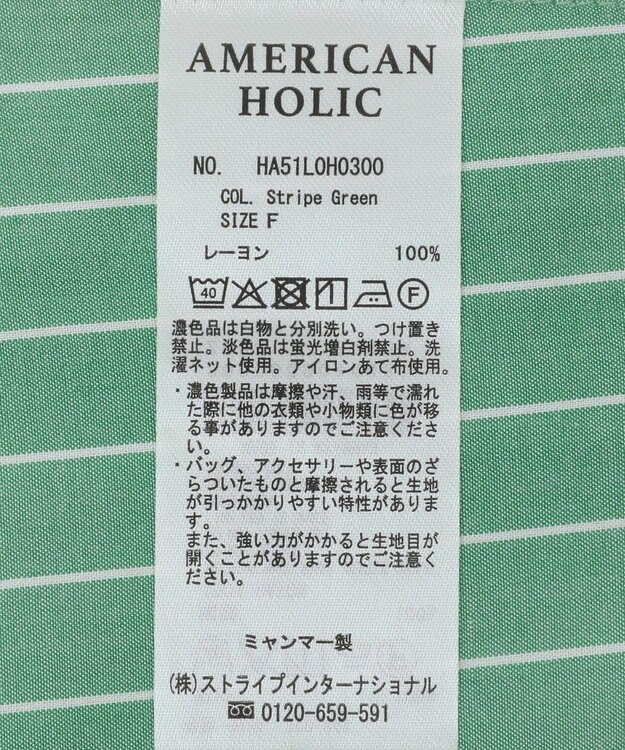 AMERICAN
HOLIC
NO. HA51L0H0300
COL. Stripe Green
SIZE F
レーヨン 100%
40 F
濃色品は白物と分別洗い。つけ置き
禁止。淡色品は蛍光増白剤禁止。洗
濯ネット使用。アイロンあて布使用。
・濃色製品は摩擦や汗、雨等で濡れ
た際に他の衣類や小物類に色が移
る事がありますのでご注意くださ
い。
・バッグ、アクセサリーや表面のざ
らついたものと摩擦されると生地
が引っかかりやすい特性がありま
す。
また、強い力がかかると生地目が
開くことがありますのでご注意く
ださい。
ミャンマー製
(株)ストライプインターナショナル
0120-659-591